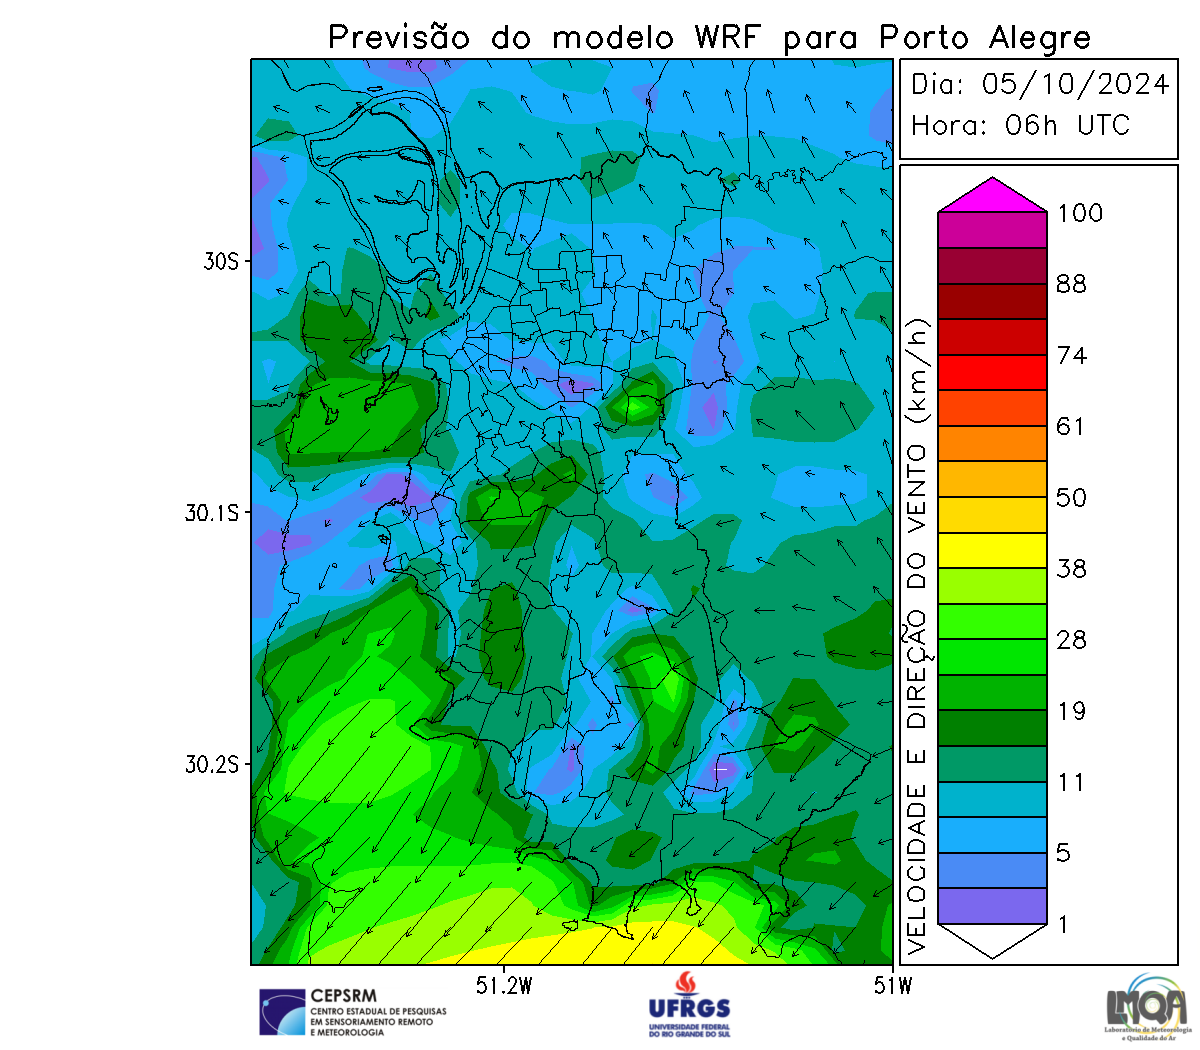 Previsão do modelo WRF para Porto Alegre
Dia: 05/10/2024
Hora: 06h UTC
100
88
74
61
50
38
28
19
11
5
1
VELOCIDADE E DIREÇÃO DO VENTO (km/h)
30S
30.1S
30.2S
51.2W
51W
CEPSRM
CENTRO ESTADUAL DE PESQUISAS
EM SENSORIAMENTO REMOTO
E METEOROLOGIA
UFRGS
UNIVERSIDADE FEDERAL
DO RIO GRANDE DO SUL
LMQA
Laboratório de Meteorologia
e Qualidade do Ar